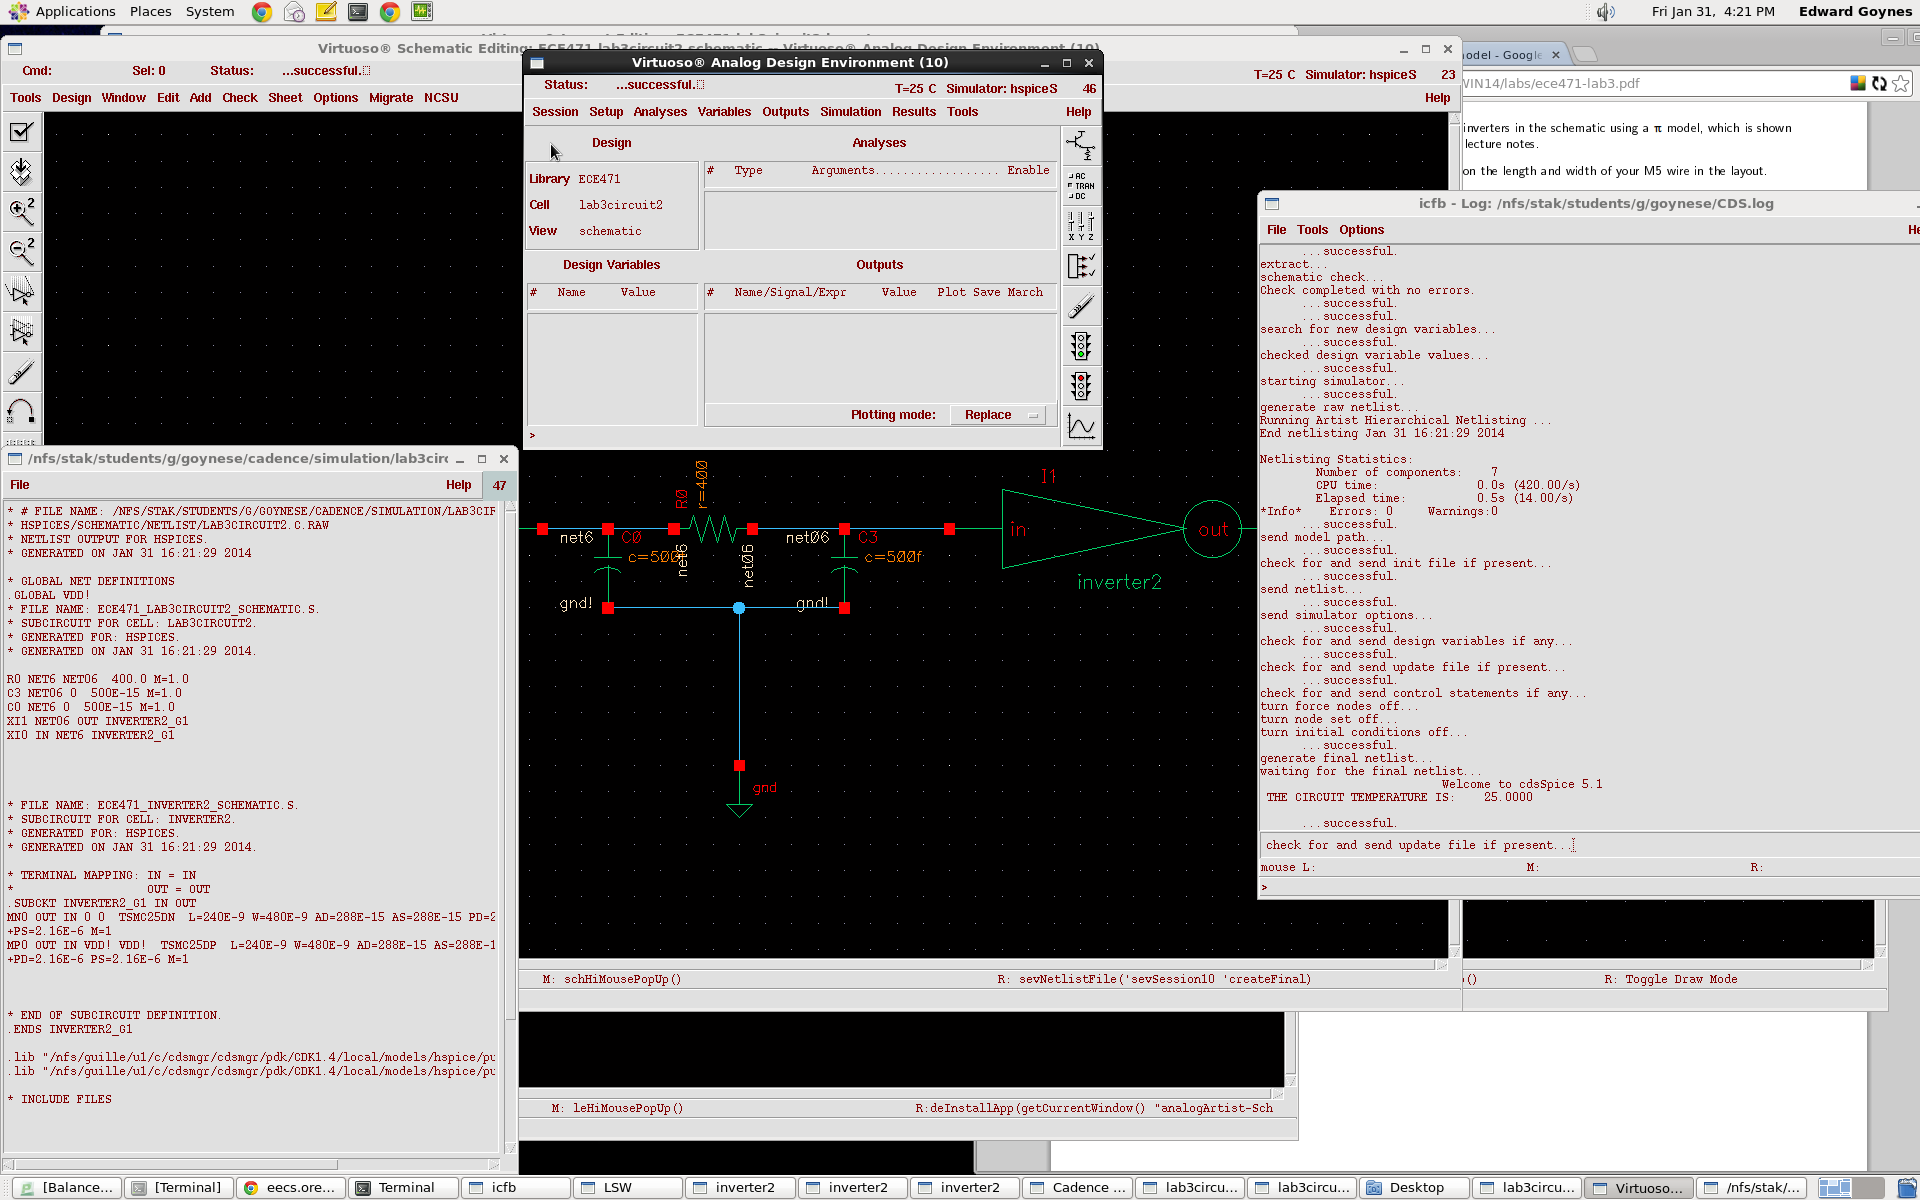 Applications Places System
Fri Jan 31, 4:21 PM Edward Goynes
Virtuoso® Schematic Editing: ECE471 lab3circuit2 schematic -- Virtuoso® Analog Design Environment (10)
Cmd: Sel: 0 Status: ...successful.
T=25 C Simulator: hspiceS 23
Tools Design Window Edit Add Check Sheet Options Migrate NCSU
Help
Virtuoso® Analog Design Environment (10)
Status: ...successful.
T=25 C Simulator: hspiceS 46
Session Setup Analyses Variables Outputs Simulation Results Tools Help
Design
Analyses
Library ECE471
Cell lab3circuit2
View schematic
# Type Arguments.................. Enable
Design Variables
Outputs
# Name Value
# Name/Signal/Expr Value Plot Save March
Plotting mode: Replace
>
AC
TRAN
DC
X Y Z
odel - Google
WIN14/labs/ece471-lab3.pdf
inverters in the schematic using a π model, which is shown
lecture notes.
on the length and width of your M5 wire in the layout.
icfb - Log: /nfs/stak/students/g/goynese/CDS.log
File Tools Options He
...successful.
extract...
schematic check...
Check completed with no errors.
...successful.
...successful.
search for new design variables...
...successful.
checked design variable values...
...successful.
starting simulator...
...successful.
generate raw netlist...
Running Artist Hierarchical Netlisting ...
End netlisting Jan 31 16:21:29 2014
Netlisting Statistics:
Number of components: 7
CPU time: 0.0s (420.00/s)
Elapsed time: 0.5s (14.00/s)
*Info* Errors: 0 Warnings:0
send model path...
...successful.
check for and send init file if present...
...successful.
send netlist...
...successful.
send simulator options...
...successful.
check for and send design variables if any...
...successful.
check for and send update file if present...
...successful.
check for and send control statements if any...
turn force nodes off...
turn node set off...
turn initial conditions off...
...successful.
generate final netlist...
waiting for the final netlist...
Welcome to cdsSpice 5.1
THE CIRCUIT TEMPERATURE IS: 25.0000
...successful.
check for and send update file if present...
mouse L: M: R:
>
/nfs/stak/students/g/goynese/cadence/simulation/lab3circ
File Help 47
* # FILE NAME: /NFS/STAK/STUDENTS/G/GOYNESE/CADENCE/SIMULATION/LAB3CIR
* HSPICES/SCHEMATIC/NETLIST/LAB3CIRCUIT2.C.RAW
* NETLIST OUTPUT FOR HSPICES.
* GENERATED ON JAN 31 16:21:29 2014
* GLOBAL NET DEFINITIONS
.GLOBAL VDD!
* FILE NAME: ECE471_LAB3CIRCUIT2_SCHEMATIC.S.
* SUBCIRCUIT FOR CELL: LAB3CIRCUIT2.
* GENERATED FOR: HSPICES.
* GENERATED ON JAN 31 16:21:29 2014.
R0 NET6 NET06 400.0 M=1.0
C3 NET06 0 500E-15 M=1.0
C0 NET6 0 500E-15 M=1.0
XI1 NET06 OUT INVERTER2_G1
XI0 IN NET6 INVERTER2_G1
* FILE NAME: ECE471_INVERTER2_SCHEMATIC.S.
* SUBCIRCUIT FOR CELL: INVERTER2.
* GENERATED FOR: HSPICES.
* GENERATED ON JAN 31 16:21:29 2014.
* TERMINAL MAPPING: IN = IN
* OUT = OUT
.SUBCKT INVERTER2_G1 IN OUT
MN0 OUT IN 0 0 TSMC25DN L=240E-9 W=480E-9 AD=288E-15 AS=288E-15 PD=2
+PS=2.16E-6 M=1
MP0 OUT IN VDD! VDD! TSMC25DP L=240E-9 W=480E-9 AD=288E-15 AS=288E-1
+PD=2.16E-6 PS=2.16E-6 M=1
* END OF SUBCIRCUIT DEFINITION.
.ENDS INVERTER2_G1
.lib "/nfs/guille/u1/c/cdsmgr/cdsmgr/pdk/CDK1.4/local/models/hspice/pu
.lib "/nfs/guille/u1/c/cdsmgr/cdsmgr/pdk/CDK1.4/local/models/hspice/pu
* INCLUDE FILES
R0
r=400
net6
C0
c=500f
net6
net06
net06
C3
c=500f
gnd!
gnd!
gnd
I1
in
out
inverter2
M: schHiMousePopUp() R: sevNetlistFile('sevSession10 'createFinal)
() R: Toggle Draw Mode
M: leHiMousePopUp() R:deInstallApp(getCurrentWindow() "analogArtist-Sch
[Balance... [Terminal] eecs.ore... Terminal icfb LSW inverter2 inverter2 inverter2 Cadence ... lab3circu... lab3circu... Desktop lab3circu... Virtuoso... /nfs/stak/...